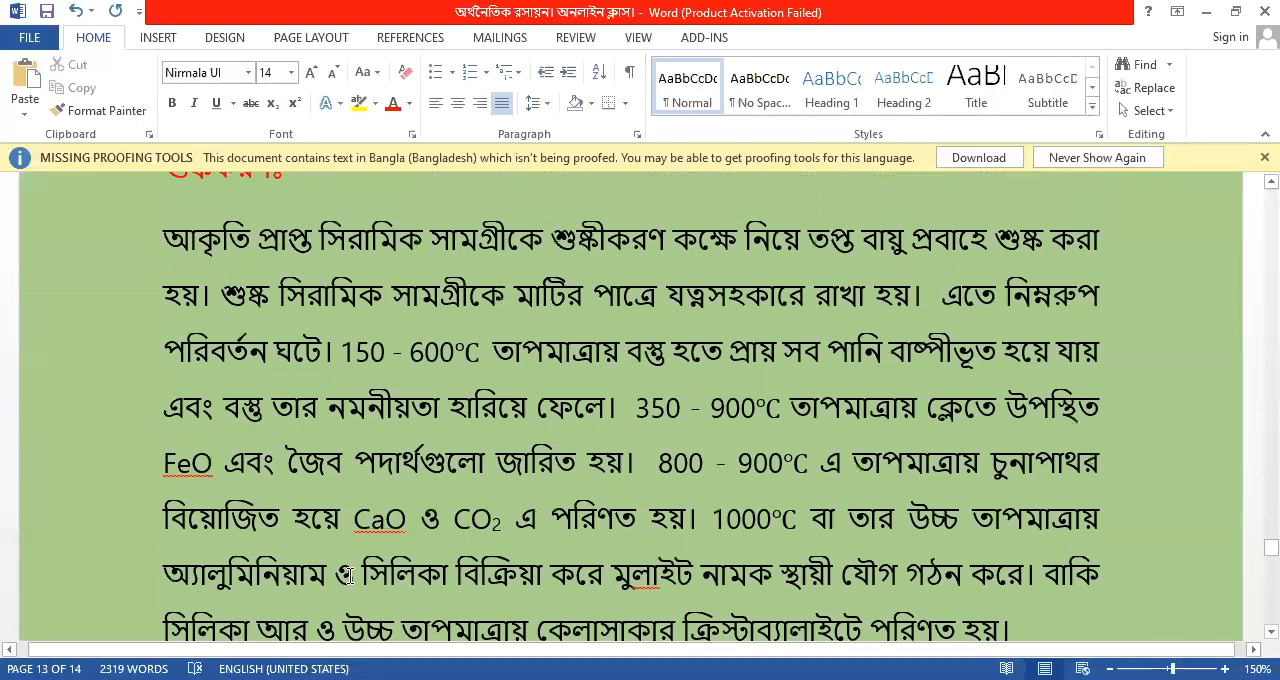 অর্থনৈতিক রসায়ন। অনলাইন ক্লাস। - Word (Product Activation Failed)
FILE HOME INSERT DESIGN PAGE LAYOUT REFERENCES MAILINGS REVIEW VIEW ADD-INS Sign in
Paste
Cut
Copy
Format Painter
Clipboard
Nirmala UI 14
Font
Paragraph
AaBbCcDc AaBbCcDc AaBbCc AaBbCcD AaB AaBbCcD
¶ Normal ¶ No Spac... Heading 1 Heading 2 Title Subtitle
Styles
Find
Replace
Select
Editing
MISSING PROOFING TOOLS This document contains text in Bangla (Bangladesh) which isn't being proofed. You may be able to get proofing tools for this language. Download Never Show Again
আকৃতি প্রাপ্ত সিরামিক সামগ্রীকে শুষ্কীকরণ কক্ষে নিয়ে তপ্ত বায়ু প্রবাহে শুষ্ক করা
হয়। শুষ্ক সিরামিক সামগ্রীকে মাটির পাত্রে যত্নসহকারে রাখা হয়। এতে নিম্নরুপ
পরিবর্তন ঘটে। 150 - 600°C তাপমাত্রায় বস্তু হতে প্রায় সব পানি বাষ্পীভূত হয়ে যায়
এবং বস্তু তার নমনীয়তা হারিয়ে ফেলে। 350 - 900°C তাপমাত্রায় ক্লেতে উপস্থিত
FeO এবং জৈব পদার্থগুলো জারিত হয়। 800 - 900°C এ তাপমাত্রায় চুনাপাথর
বিয়োজিত হয়ে CaO ও CO₂ এ পরিণত হয়। 1000°C বা তার উচ্চ তাপমাত্রায়
অ্যালুমিনিয়াম ও সিলিকা বিক্রিয়া করে মুলাইট নামক স্থায়ী যৌগ গঠন করে। বাকি
সিলিকা আর ও উচ্চ তাপমাত্রায় কেলাসাকার ক্রিস্টাব্যালাইটে পরিণত হয়।
PAGE 13 OF 14 2319 WORDS ENGLISH (UNITED STATES) 150%